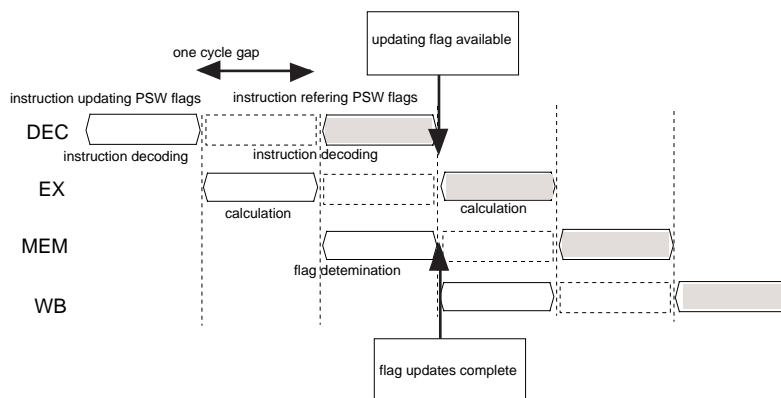 updating flag available
one cycle gap
instruction updating PSW flags
instruction refering PSW flags
DEC
instruction decoding
instruction decoding
EX
calculation
calculation
MEM
flag detemination
WB
flag updates complete